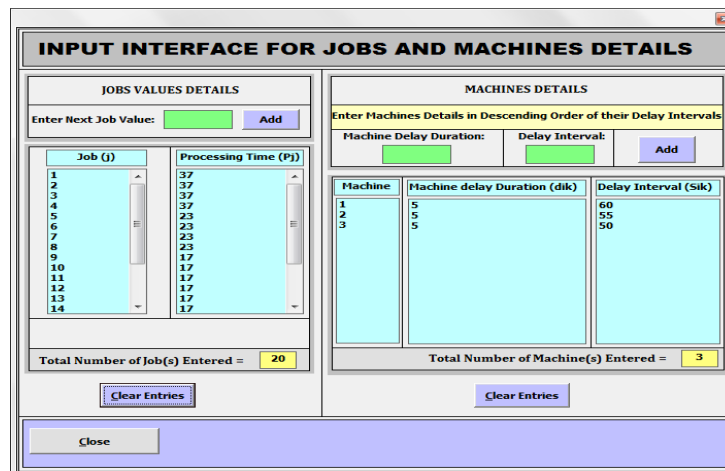 INPUT INTERFACE FOR JOBS AND MACHINES DETAILS
JOBS VALUES DETAILS
Enter Next Job Value:
Add
Job (j) Processing Time (Pj)
1 37
2 37
3 37
4 37
5 23
6 23
7 23
8 23
9 17
10 17
11 17
12 17
13 17
14 17
Total Number of Job(s) Entered = 20
Clear Entries
MACHINES DETAILS
Enter Machines Details in Descending Order of their Delay Intervals
Machine Delay Duration: Delay Interval:
Add
Machine Machine delay Duration (dik) Delay Interval (Sik)
1 5 60
2 5 55
3 5 50
Total Number of Machine(s) Entered = 3
Clear Entries
Close